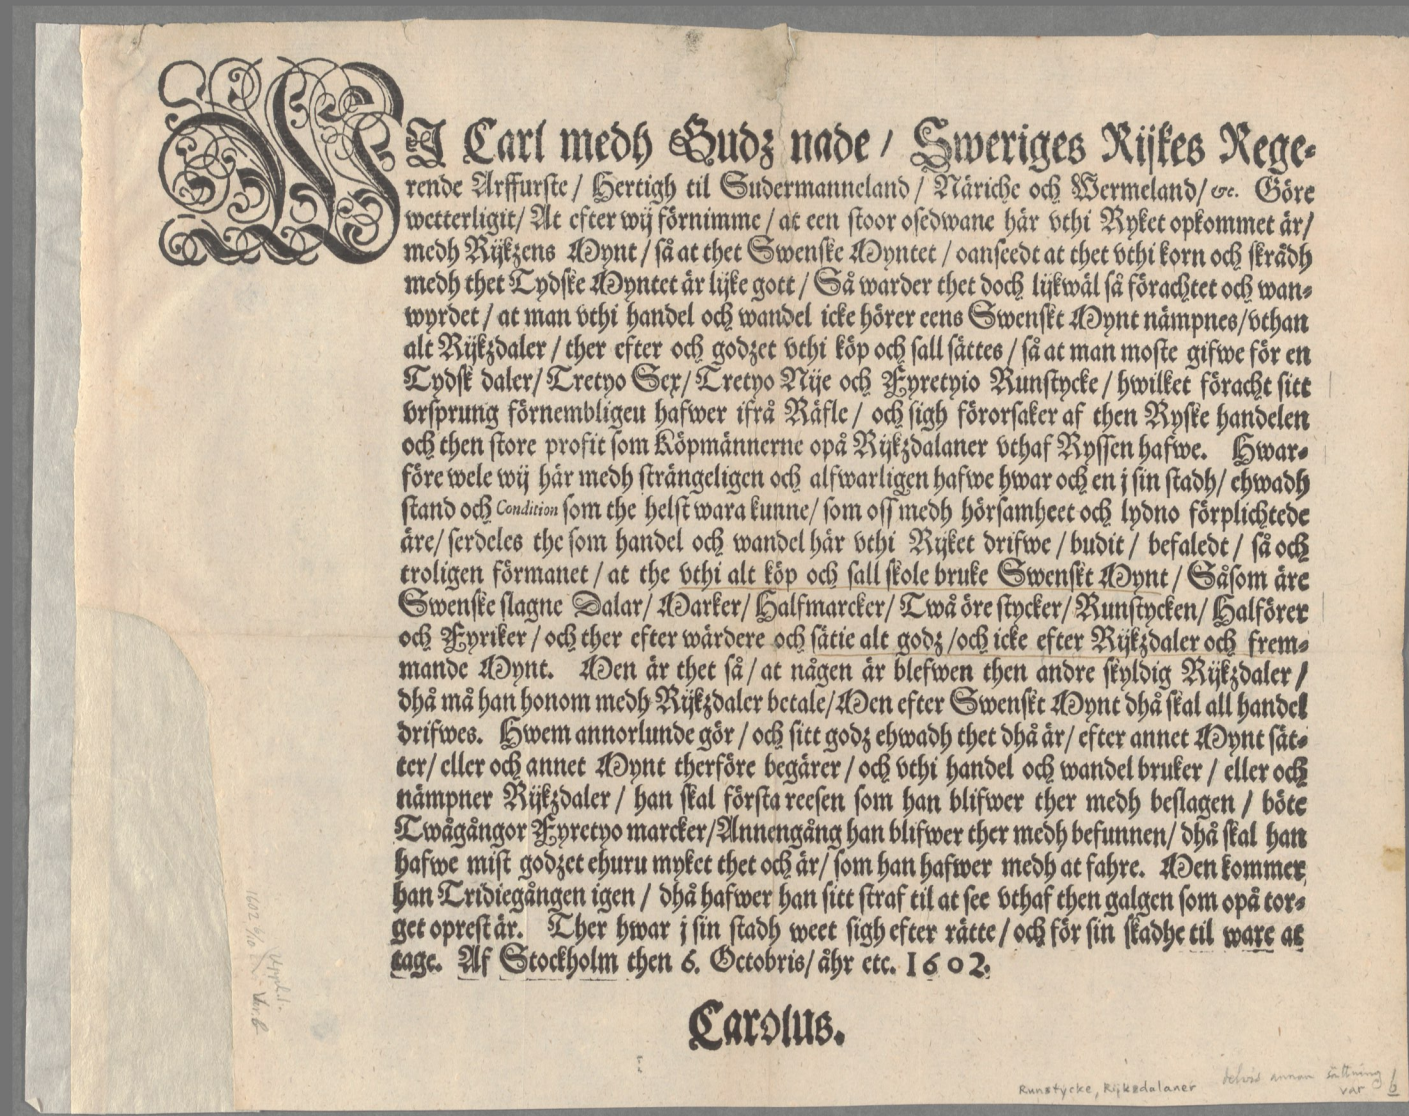 WJ Carl medh Gudz nade / Sweriges Rijkes Rege-
rende Arffurste / Hertigh til Sudermanneland / Näriche och Wermeland / &c. Göre
wetterligit / At efter wij förnimme / at een stoor osedwane här vthi Ryket opkommet är /
medh Rijkzens Mynt / så at thet Swenske Myntet / oanseedt at thet vthi korn och skrädh
medh thet Tydske Myntet är lijke gott / Så warder thet doch lijkwäl så förachtet och wan-
wyrdet / at man vthi handel och wandel icke hörer eens Swenskt Mynt nämpnes / vthan
alt Rijkzdaler / ther efter och godzet vthi köp och sall sättes / så at man moste gifwe för en
Tydsk daler / Tretyo Sex / Tretyo Nije och Fyretyio Runstycke / hwilket föracht sitt
vrsprung förnembligeu hafwer ifrå Räfle / och sigh förorsaker af then Ryske handelen
och then store profit som Köpmännerne opå Rijkzdalaner vthaf Ryssen hafwe. Hwar-
före wele wij här medh strängeligen och alfwarligen hafwe hwar och en j sin stadh / ehwadh
stand och Condition som the helst wara kunne / som oss medh hörsamheet och lydno förplichtede
äre / serdeles the som handel och wandel här vthi Rijket drifwe / budit / befaledt / så och
troligen förmanet / at the vthi alt köp och sall skole bruke Swenskt Mynt / Såsom äre
Swenske slagne Dalar / Marker / Halfmarcker / Twå öre stycker / Runstycken / Halförer
och Fyriker / och ther efter wärdere och sätie alt godz / och icke efter Rijkzdaler och frem-
mande Mynt. Men är thet så / at någen är blefwen then andre skyldig Rijkzdaler /
dhå må han honom medh Rijkzdaler betale / Men efter Swenskt Mynt dhå skal all handel
drifwes. Hwem annorlunde gör / och sitt godz ehwadh thet dhå är / efter annet Mynt sät-
ter / eller och annet Mynt therföre begärer / och vthi handel och wandel bruker / eller och
nämpner Rijkzdaler / han skal första reesen som han blifwer ther medh beslagen / böte
Twågångor Fyretyo marcker / Annengång han blifwer ther medh befunnen / dhå skal han
hafwe mist godzet ehuru myket thet och är / som han hafwer medh at fahre. Men kommer
han Tridiegången igen / dhå hafwer han sitt straf til at see vthaf then galgen som opå tor-
get oprest är. Ther hwar j sin stadh weet sigh efter rätte / och för sin skadhe til ware at
tage. Af Stockholm then 6. Octobris / åhr etc. 1602.
Carolus.
1602 6/10
Var. b
Runstycke, Rijkzdalaner
delvis annan sättning
var b